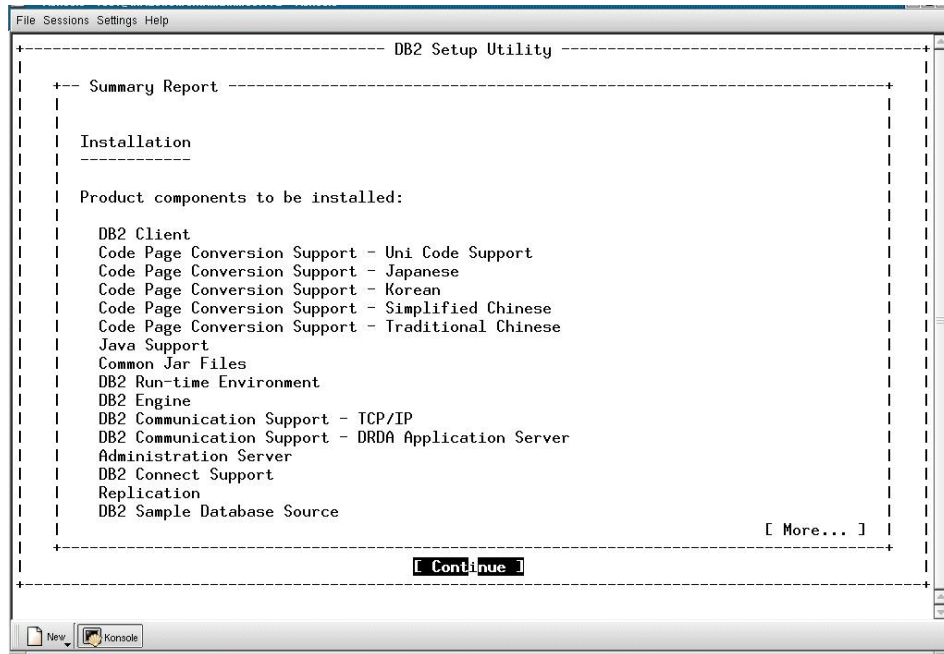 File Sessions Settings Help
DB2 Setup Utility
Summary Report
Installation
------------
Product components to be installed:
DB2 Client
Code Page Conversion Support - Uni Code Support
Code Page Conversion Support - Japanese
Code Page Conversion Support - Korean
Code Page Conversion Support - Simplified Chinese
Code Page Conversion Support - Traditional Chinese
Java Support
Common Jar Files
DB2 Run-time Environment
DB2 Engine
DB2 Communication Support - TCP/IP
DB2 Communication Support - DRDA Application Server
Administration Server
DB2 Connect Support
Replication
DB2 Sample Database Source
[ More... ]
[ Continue ]
New Konsole